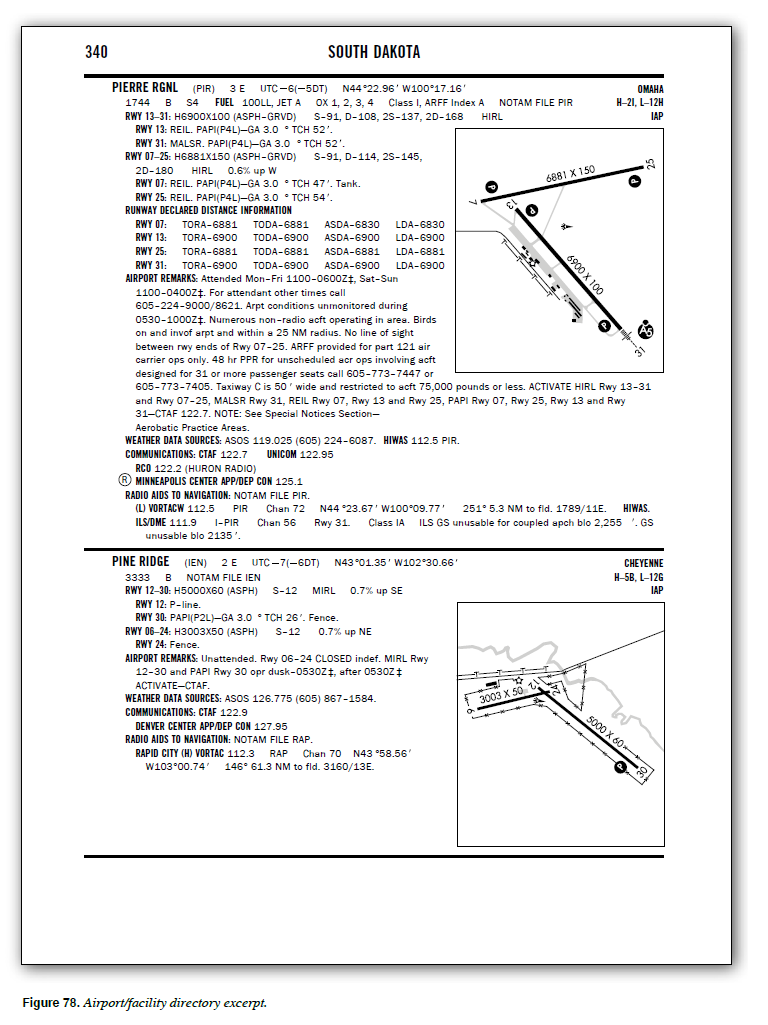 340
SOUTH DAKOTA
PIERRE RGNL (PIR) 3 E UTC–6(–5DT) N44°22.96′ W100°17.16′ OMAHA
1744 B S4 FUEL 100LL, JET A OX 1, 2, 3, 4 Class I, ARFF Index A NOTAM FILE PIR H–2I, L–12H
RWY 13–31: H6900X100 (ASPH–GRVD) S–91, D–108, 2S–137, 2D–168 HIRL IAP
RWY 13: REIL. PAPI(P4L)—GA 3.0 ° TCH 52′.
RWY 31: MALSR. PAPI(P4L)—GA 3.0 ° TCH 52′.
RWY 07–25: H6881X150 (ASPH–GRVD) S–91, D–114, 2S–145,
2D–180 HIRL 0.6% up W
RWY 07: REIL. PAPI(P4L)—GA 3.0 ° TCH 47′. Tank.
RWY 25: REIL. PAPI(P4L)—GA 3.0 ° TCH 54′.
RUNWAY DECLARED DISTANCE INFORMATION
RWY 07: TORA–6881 TODA–6881 ASDA–6830 LDA–6830
RWY 13: TORA–6900 TODA–6900 ASDA–6900 LDA–6900
RWY 25: TORA–6881 TODA–6881 ASDA–6881 LDA–6881
RWY 31: TORA–6900 TODA–6900 ASDA–6900 LDA–6900
AIRPORT REMARKS: Attended Mon–Fri 1100–0600Z‡, Sat–Sun
1100–0400Z‡. For attendant other times call
605–224–9000/8621. Arpt conditions unmonitored during
0530–1000Z‡. Numerous non–radio acft operating in area. Birds
on and invof arpt and within a 25 NM radius. No line of sight
between rwy ends of Rwy 07–25. ARFF provided for part 121 air
carrier ops only. 48 hr PPR for unscheduled acr ops involving acft
designed for 31 or more passenger seats call 605–773–7447 or
605–773–7405. Taxiway C is 50 ′ wide and restricted to acft 75,000 pounds or less. ACTIVATE HIRL Rwy 13–31
and Rwy 07–25, MALSR Rwy 31, REIL Rwy 07, Rwy 13 and Rwy 25, PAPI Rwy 07, Rwy 25, Rwy 13 and Rwy
31—CTAF 122.7. NOTE: See Special Notices Section—
Aerobatic Practice Areas.
WEATHER DATA SOURCES: ASOS 119.025 (605) 224–6087. HIWAS 112.5 PIR.
COMMUNICATIONS: CTAF 122.7 UNICOM 122.95
RCO 122.2 (HURON RADIO)
Ⓡ MINNEAPOLIS CENTER APP/DEP CON 125.1
RADIO AIDS TO NAVIGATION: NOTAM FILE PIR.
(L) VORTACW 112.5 PIR Chan 72 N44 °23.67′ W100°09.77′ 251° 5.3 NM to fld. 1789/11E. HIWAS.
ILS/DME 111.9 I–PIR Chan 56 Rwy 31. Class IA ILS GS unusable for coupled apch blo 2,255 ′. GS
unusable blo 2135′.
6881 X 150
25
7
13
6900 X 100
31
P
P
P
P
A5
PINE RIDGE (IEN) 2 E UTC–7(–6DT) N43°01.35′ W102°30.66′ CHEYENNE
3333 B NOTAM FILE IEN H–5B, L–12G
RWY 12–30: H5000X60 (ASPH) S–12 MIRL 0.7% up SE IAP
RWY 12: P–line.
RWY 30: PAPI(P2L)—GA 3.0 ° TCH 26′. Fence.
RWY 06–24: H3003X50 (ASPH) S–12 0.7% up NE
RWY 24: Fence.
AIRPORT REMARKS: Unattended. Rwy 06–24 CLOSED indef. MIRL Rwy
12–30 and PAPI Rwy 30 opr dusk–0530Z‡, after 0530Z‡
ACTIVATE—CTAF.
WEATHER DATA SOURCES: ASOS 126.775 (605) 867–1584.
COMMUNICATIONS: CTAF 122.9
DENVER CENTER APP/DEP CON 127.95
RADIO AIDS TO NAVIGATION: NOTAM FILE RAP.
RAPID CITY (H) VORTAC 112.3 RAP Chan 70 N43 °58.56′
W103°00.74′ 146° 61.3 NM to fld. 3160/13E.
3003 X 50
6
12
24
5000 X 60
30
P
Figure 78. Airport/facility directory excerpt.